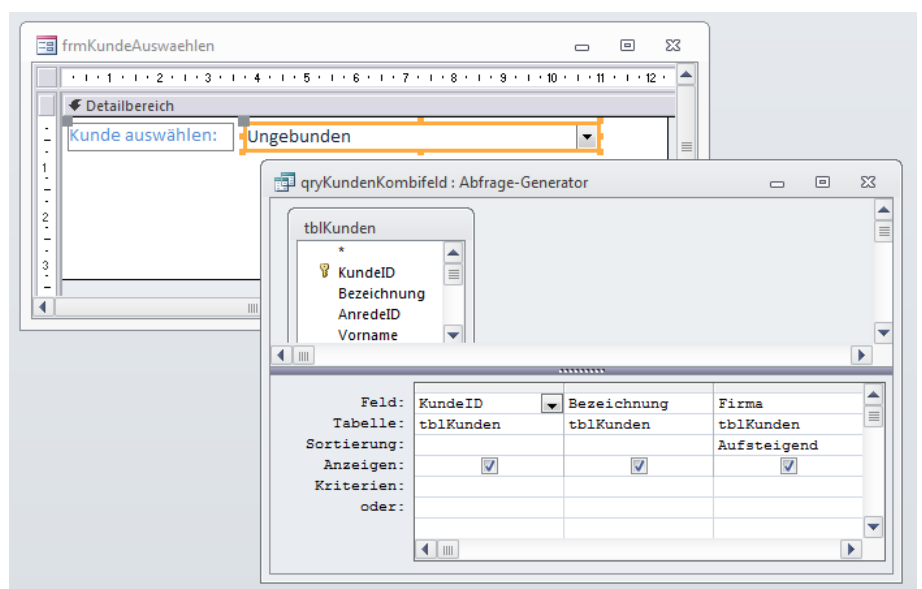 frmKundeAuswaehlen
1 2 3 4 5 6 7 8 9 10 11 12
Detailbereich
Kunde auswählen: Ungebunden
1
2
3
qryKundenKombifeld : Abfrage-Generator
tblKunden
*
KundeID
Bezeichnung
AnredeID
Vorname
Feld: KundeID Bezeichnung Firma
Tabelle: tblKunden tblKunden tblKunden
Sortierung: Aufsteigend
Anzeigen:
Kriterien:
oder: